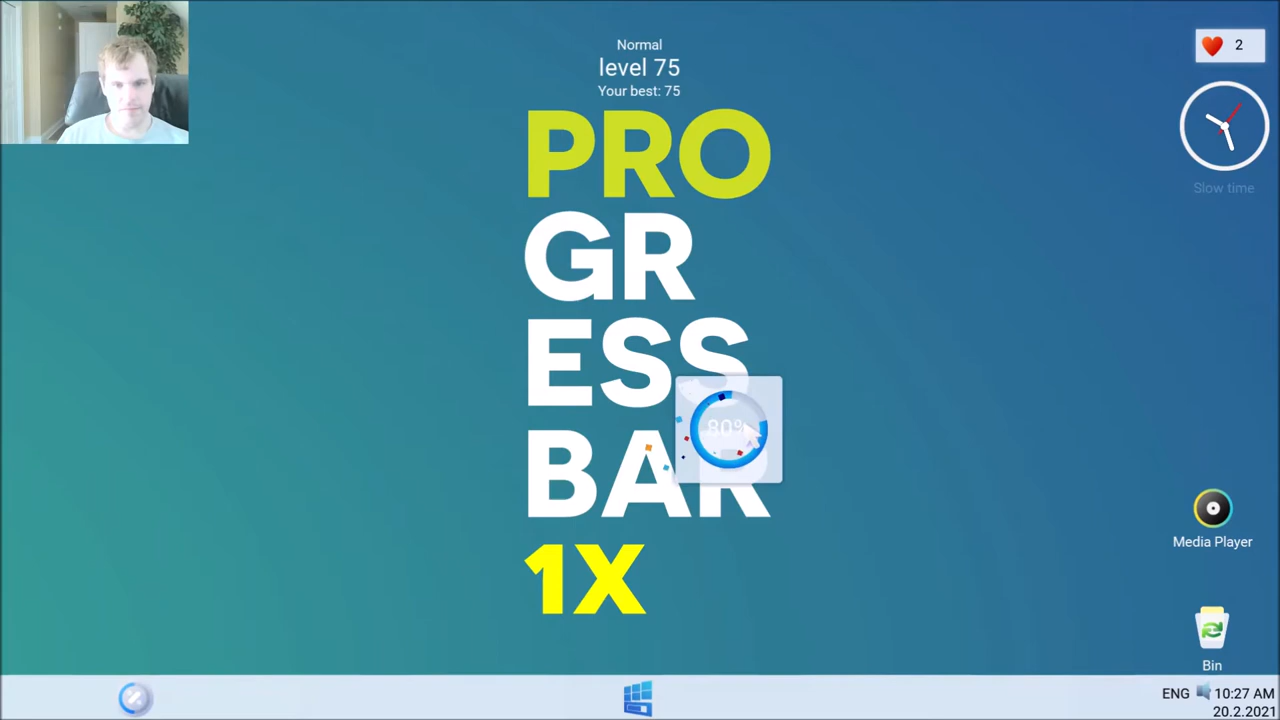 Normal
level 75
Your best: 75
2
PRO
GR
ESS
BAR
1X
80%
Slow time
Media Player
Bin
ENG 10:27 AM
20.2.2021